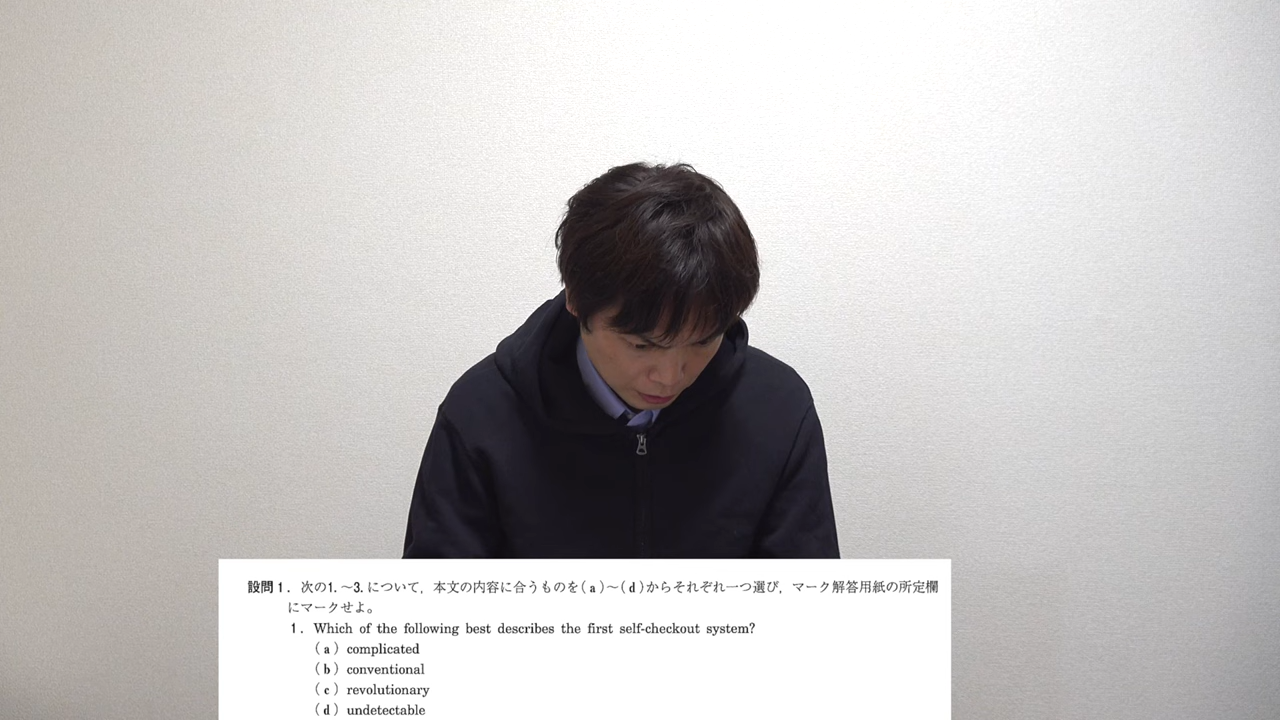 設問1. 次の1.～3.について，本文の内容に合うものを(a)～(d)からそれぞれ一つ選び，マーク解答用紙の所定欄
にマークせよ。
1. Which of the following best describes the first self-checkout system?
(a) complicated
(b) conventional
(c) revolutionary
(d) undetectable